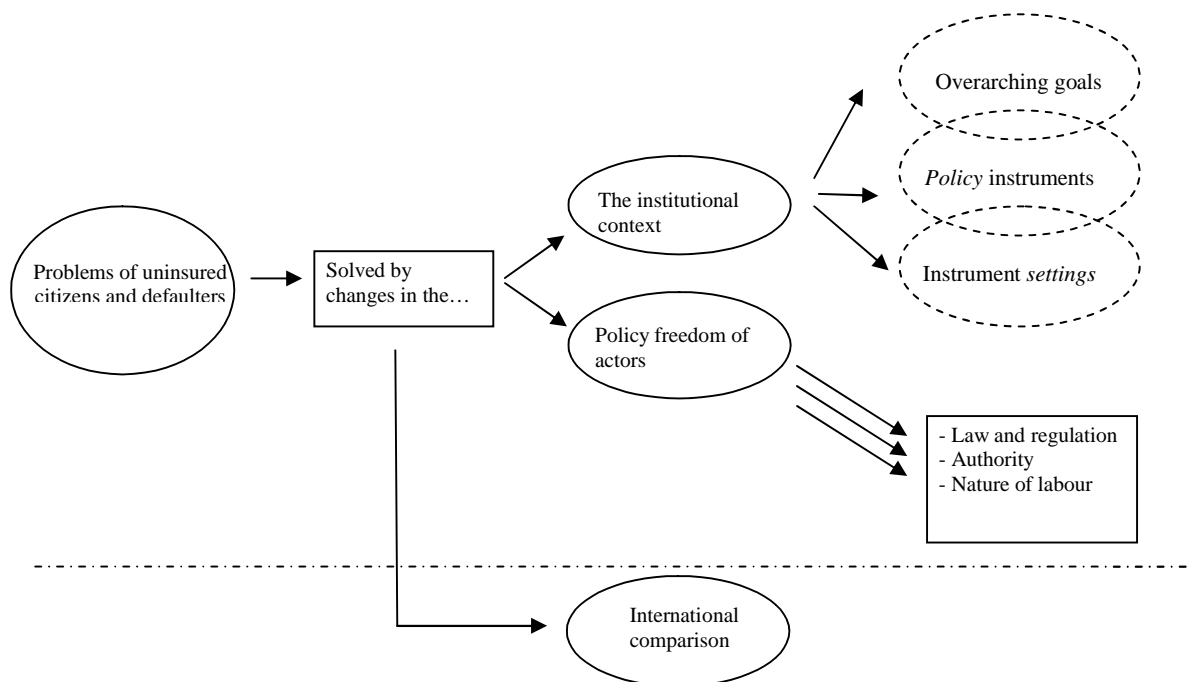 Problems of uninsured
citizens and defaulters
Solved by
changes in the…
The institutional
context
Policy freedom of
actors
Overarching goals
Policy instruments
Instrument settings
- Law and regulation
- Authority
- Nature of labour
International
comparison